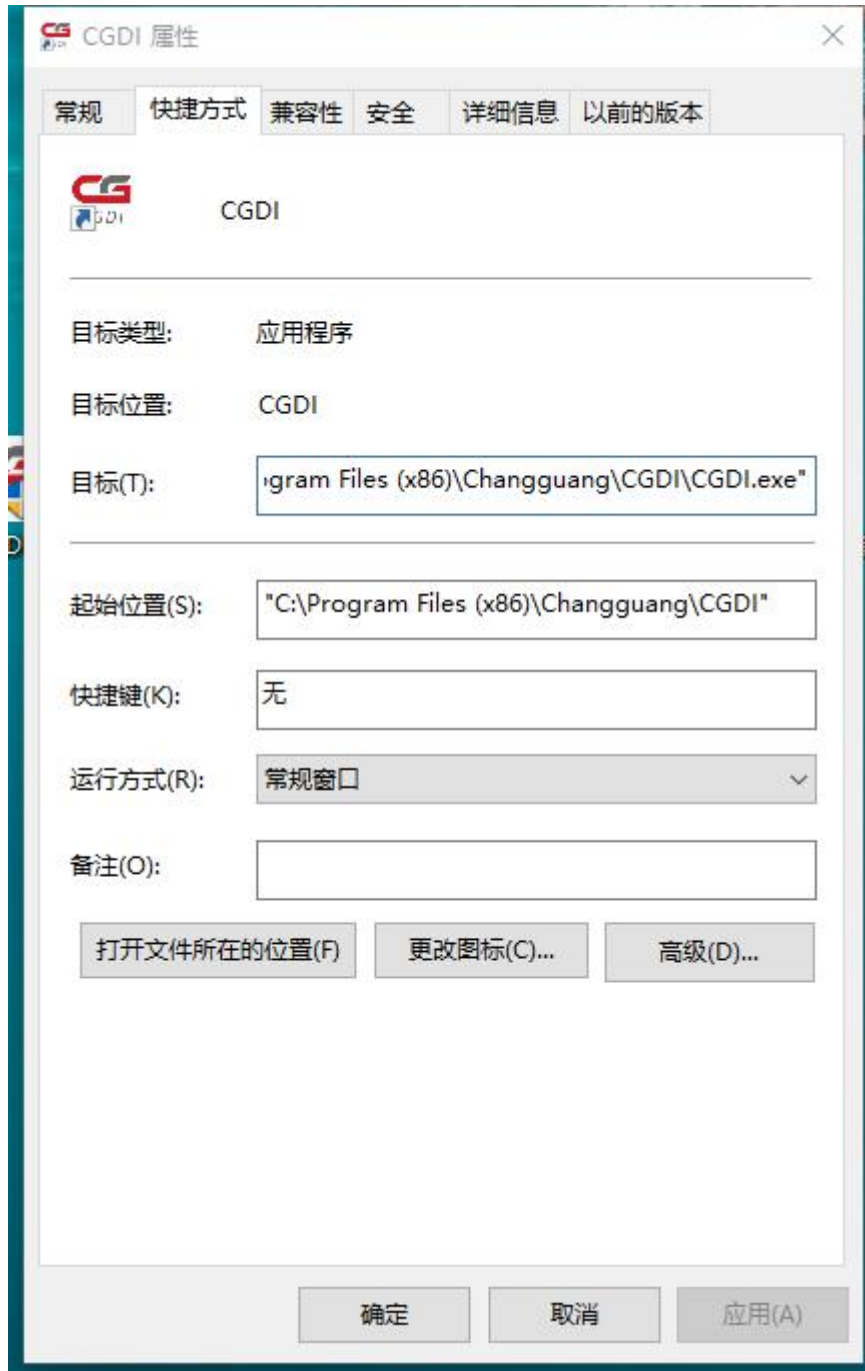 CG CGDI 属性
常规 快捷方式 兼容性 安全 详细信息 以前的版本
CG
CGDI
目标类型: 应用程序
目标位置: CGDI
目标(T): gram Files (x86)\Changguang\CGDI\CGDI.exe"
起始位置(S): "C:\Program Files (x86)\Changguang\CGDI"
快捷键(K): 无
运行方式(R): 常规窗口
备注(O):
打开文件所在的位置(F) 更改图标(C)... 高级(D)...
确定 取消 应用(A)